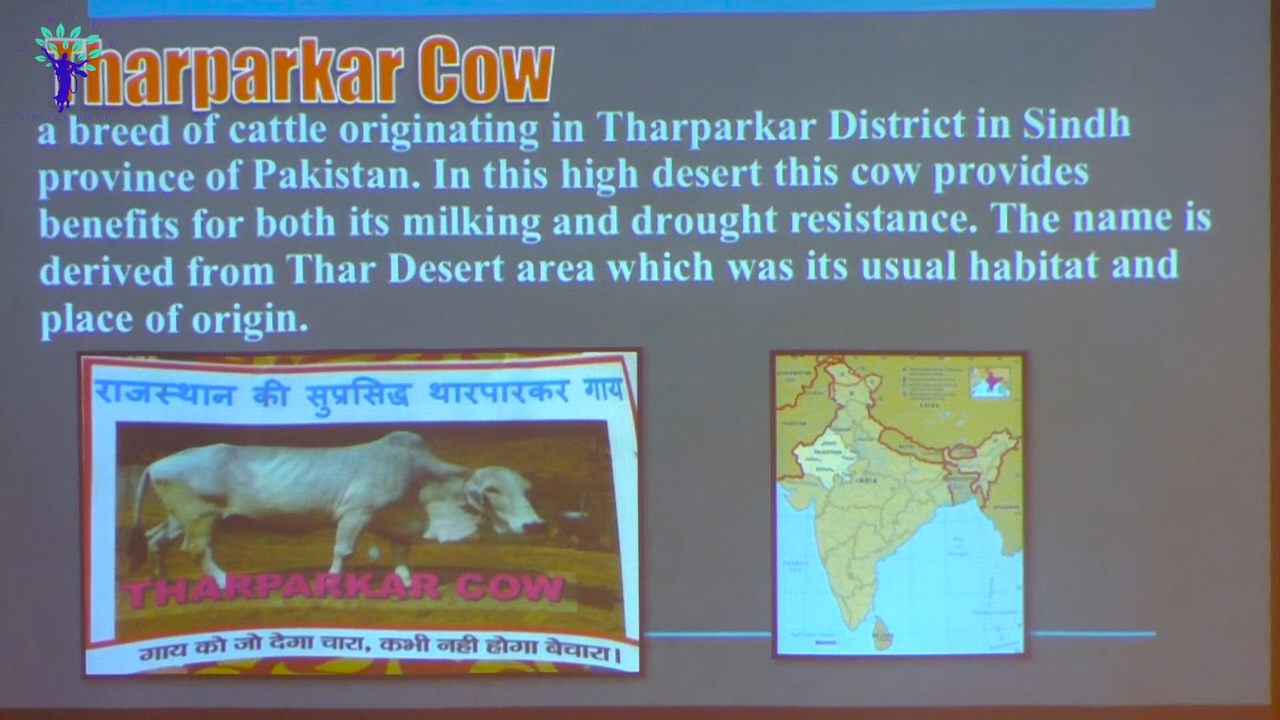 Tharparkar Cow
a breed of cattle originating in Tharparkar District in Sindh
province of Pakistan. In this high desert this cow provides
benefits for both its milking and drought resistance. The name is
derived from Thar Desert area which was its usual habitat and
place of origin.
राजस्थान की सुप्रसिद्ध थारपारकर गाय
THARPARKAR COW
गाय को जो देगा चारा, कभी नही होगा बेचारा।
INDIA
CHINA